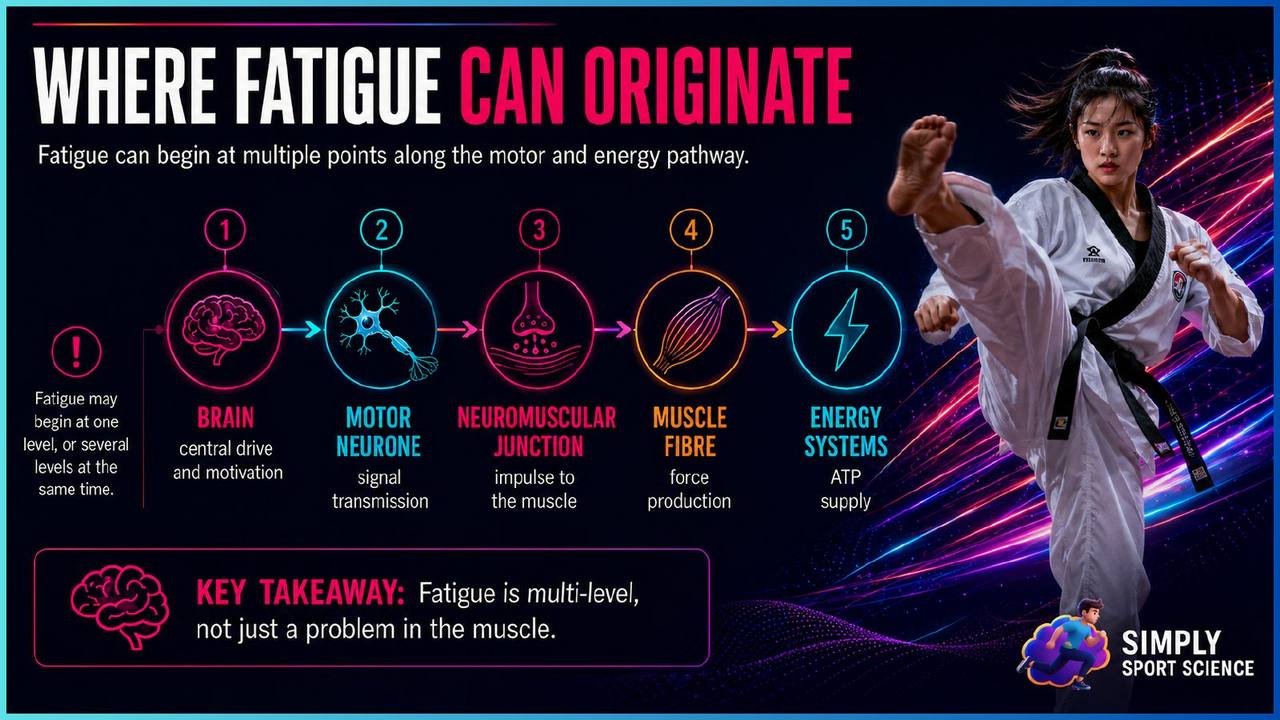 WHERE FATIGUE CAN ORIGINATE
Fatigue can begin at multiple points along the motor and energy pathway.
1
2
3
4
5
!
Fatigue may
begin at one
level, or several
levels at the
same time.
BRAIN
central drive
and motivation
MOTOR
NEURONE
signal
transmission
NEUROMUSCULAR
JUNCTION
impulse to
the muscle
MUSCLE
FIBRE
force
production
ENERGY
SYSTEMS
ATP
supply
KEY TAKEAWAY: Fatigue is multi-level,
not just a problem in the muscle.
SIMPLY
SPORT SCIENCE